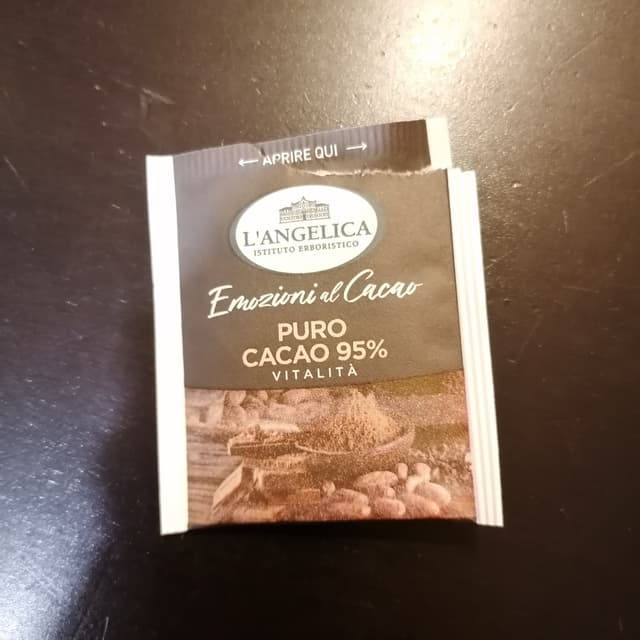 ← APRIRE QUI →
L'ANGELICA
ISTITUTO ERBORISTICO
Emozioni al Cacao
PURO
CACAO 95%
VITALITÀ